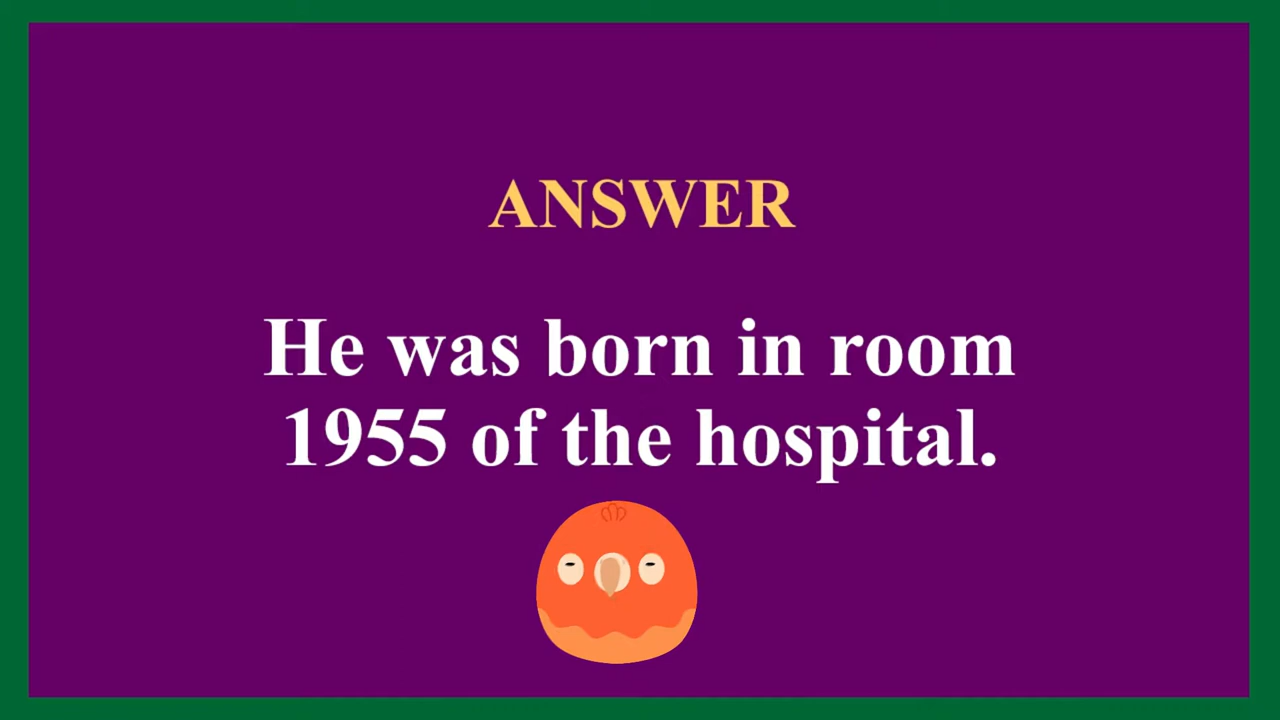 ANSWER
He was born in room
1955 of the hospital.